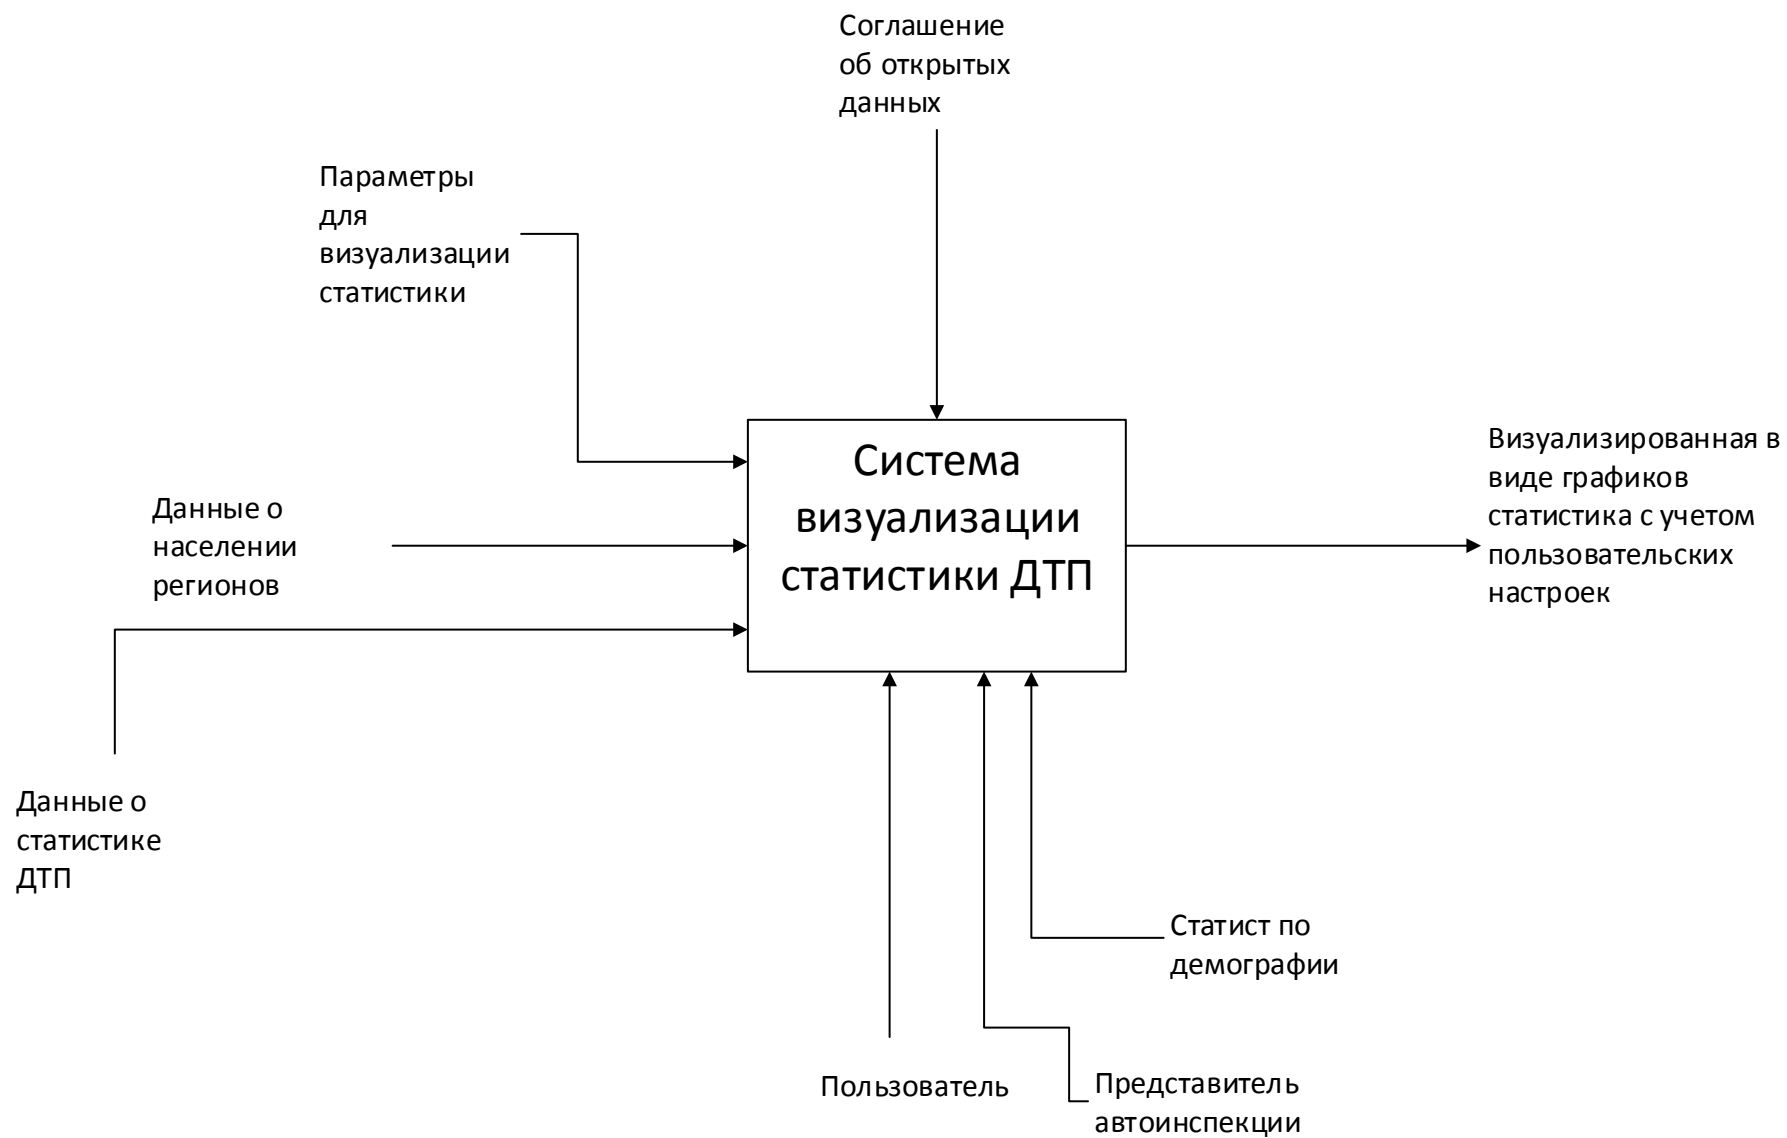 Соглашение
об открытых
данных
Параметры
для
визуализации
статистики
Система
визуализации
статистики ДТП
Визуализированная в
виде графиков
статистика с учетом
пользовательских
настроек
Данные о
населении
регионов
Данные о
статистике
ДТП
Статист по
демографии
Пользователь
Представитель
автоинспекции